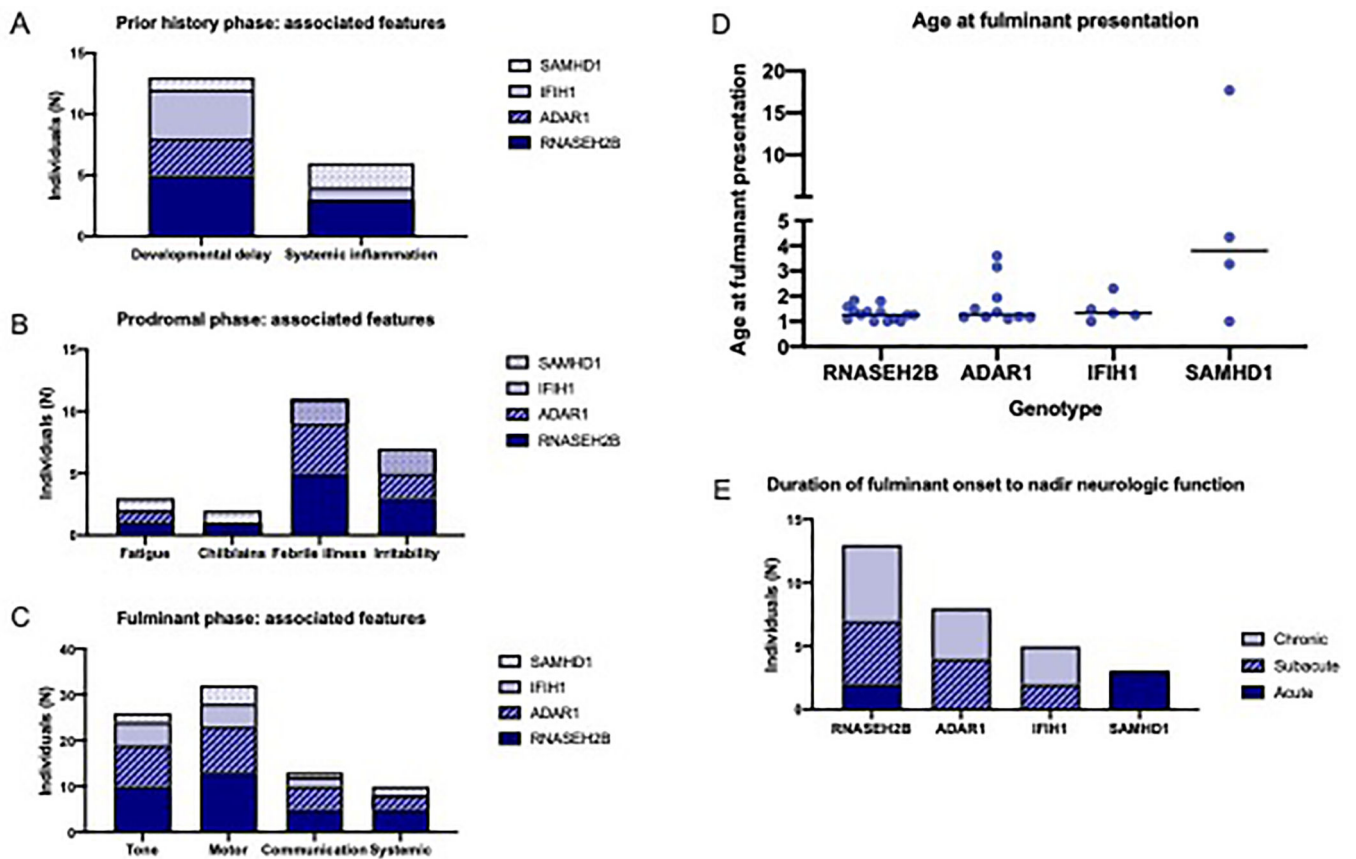 A
Prior history phase: associated features
Individuals (N)
15
10
5
0
Developmental delay
Systemic inflammation
SAMHD1
IFIH1
ADAR1
RNASEH2B
B
Prodromal phase: associated features
Individuals (N)
15
10
5
0
Fatigue
Chilblains
Febrile illness
Irritability
SAMHD1
IFIH1
ADAR1
RNASEH2B
C
Fulminant phase: associated features
Individuals (N)
40
30
20
10
0
Tone
Motor
Communication
Systemic
SAMHD1
IFIH1
ADAR1
RNASEH2B
D
Age at fulminant presentation
Age at fulmanant presentation
20
15
10
5
4
3
2
1
0
RNASEH2B
ADAR1
IFIH1
SAMHD1
Genotype
E
Duration of fulminant onset to nadir neurologic function
Individuals (N)
15
10
5
0
RNASEH2B
ADAR1
IFIH1
SAMHD1
Chronic
Subacute
Acute